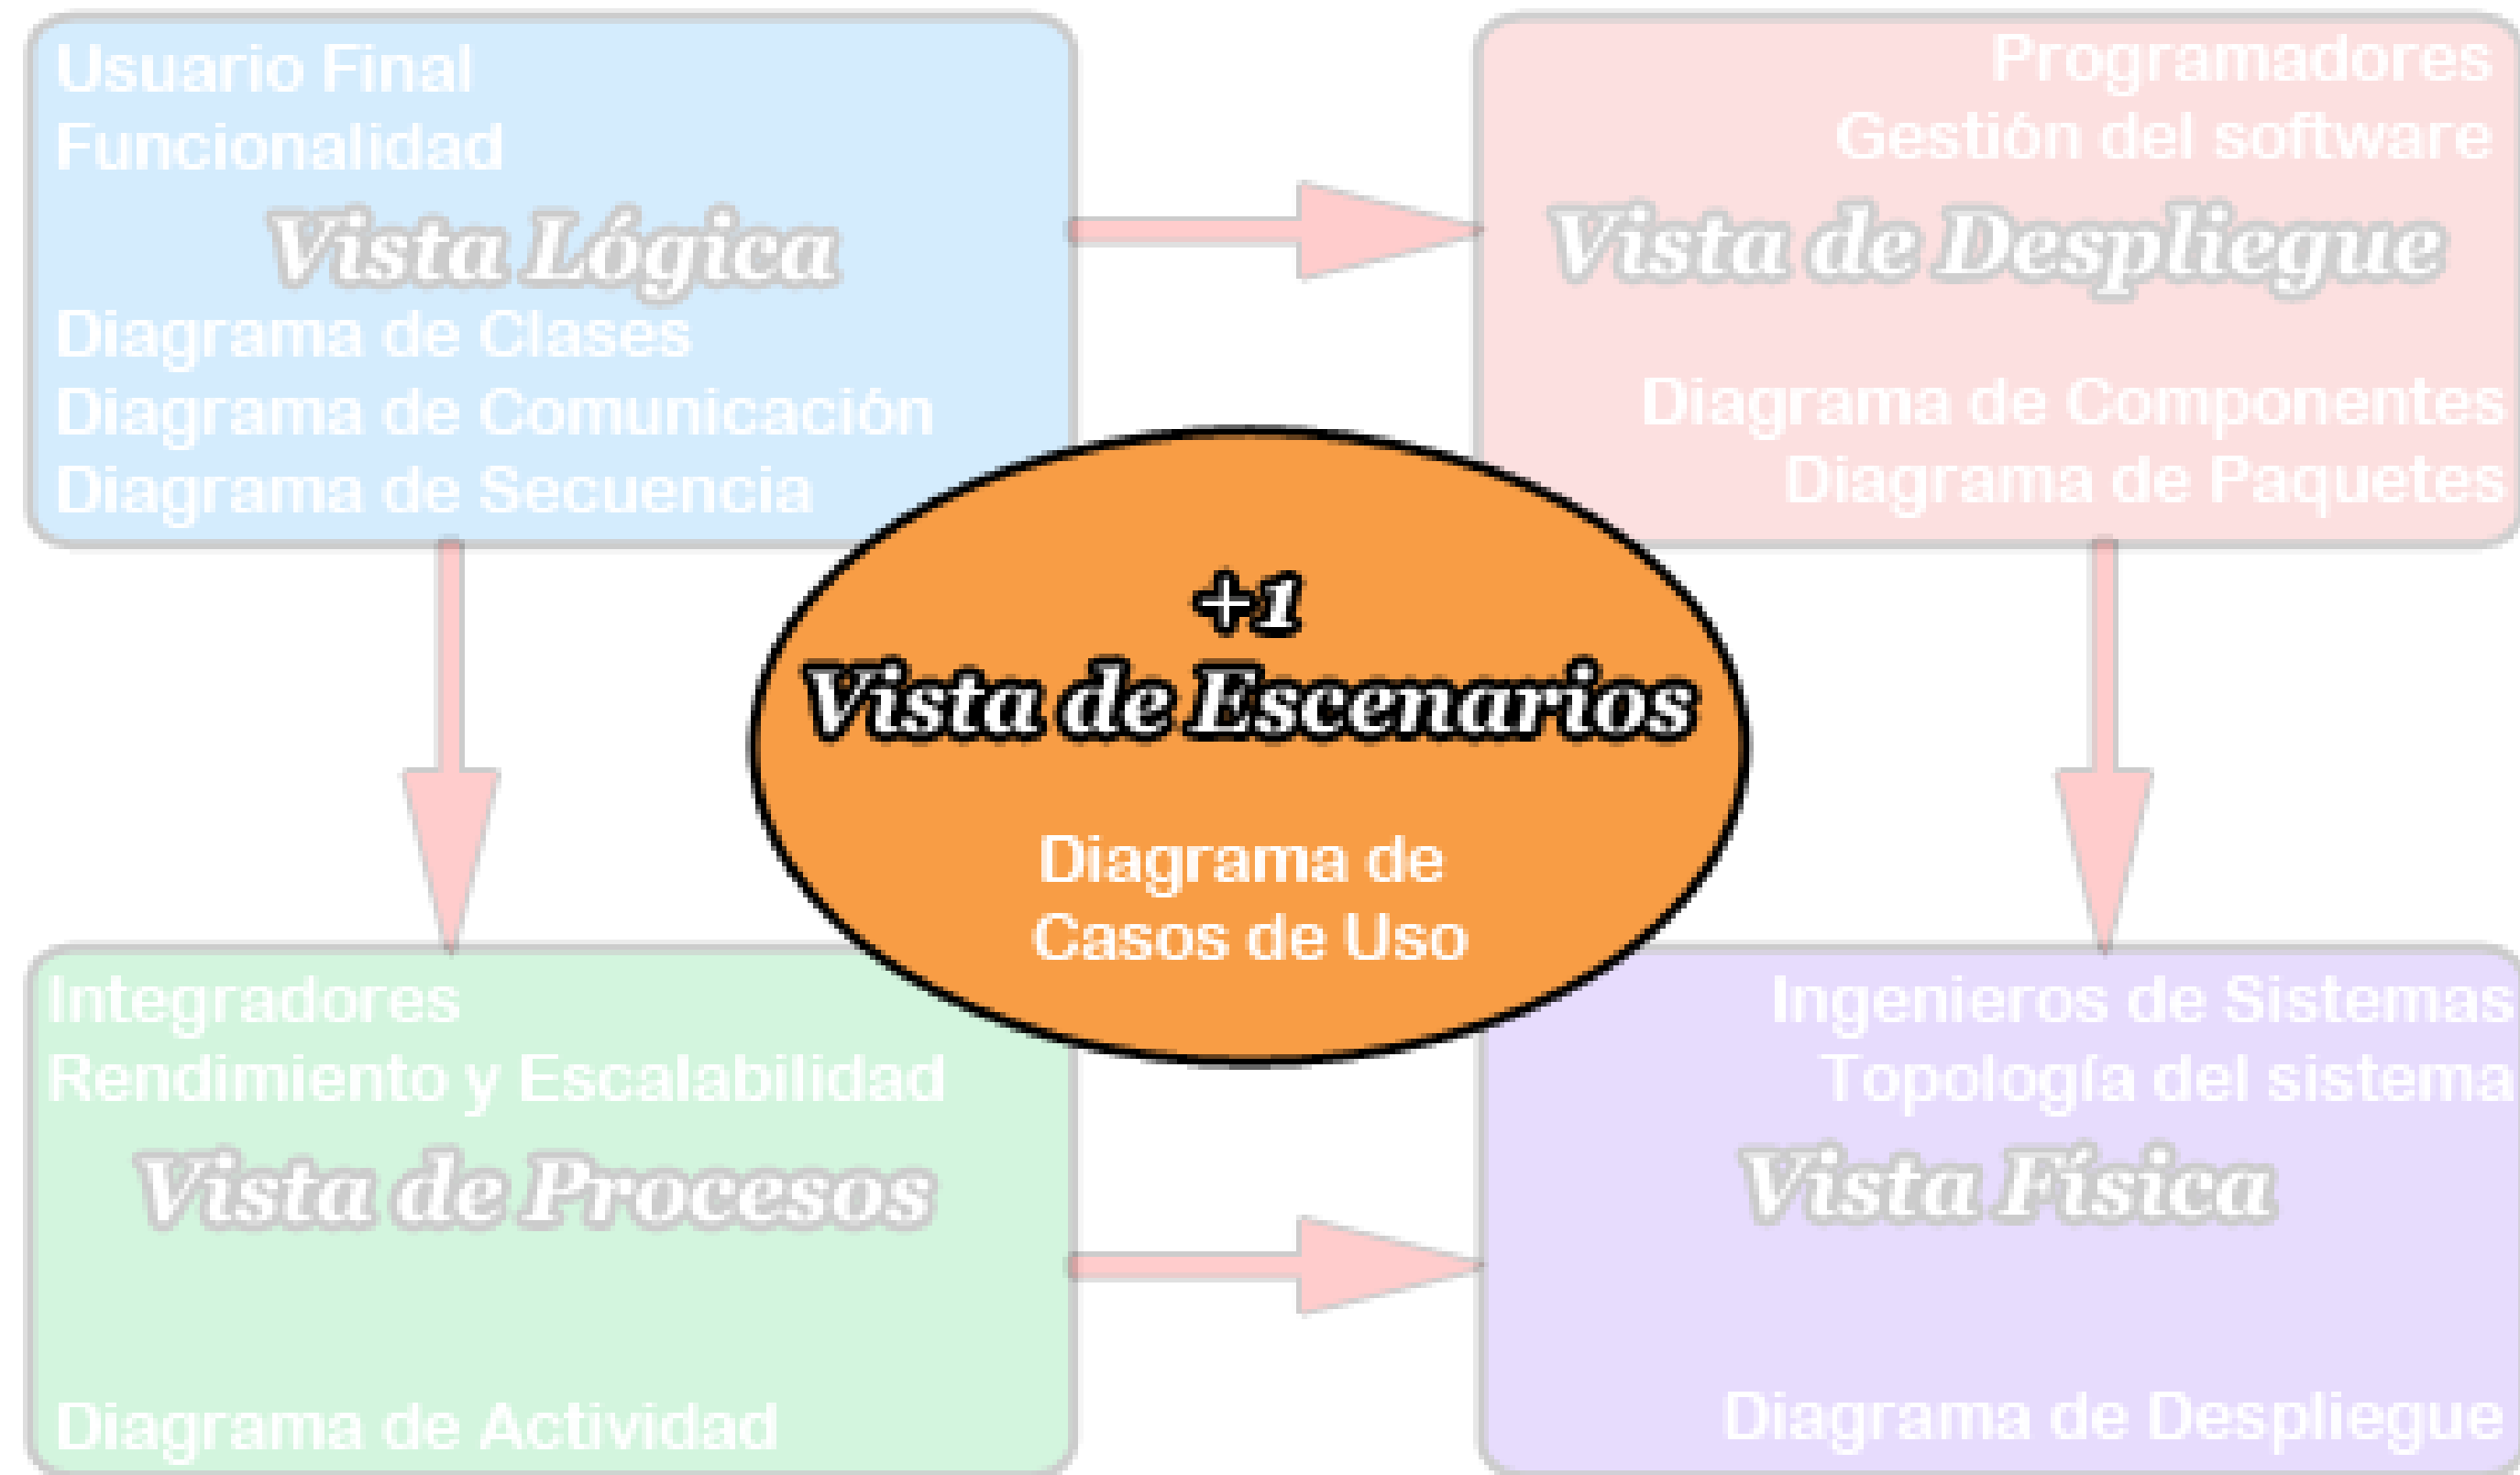 Usuario Final
Funcionalidad
Vista Lógica
Diagrama de Clases
Diagrama de Comunicación
Diagrama de Secuencia
Programadores
Gestión del software
Vista de Despliegue
Diagrama de Componentes
Diagrama de Paquetes
+1
Vista de Escenarios
Diagrama de
Casos de Uso
Integradores
Rendimiento y Escalabilidad
Vista de Procesos
Diagrama de Actividad
Ingenieros de Sistemas
Topología del sistema
Vista Física
Diagrama de Despliegue